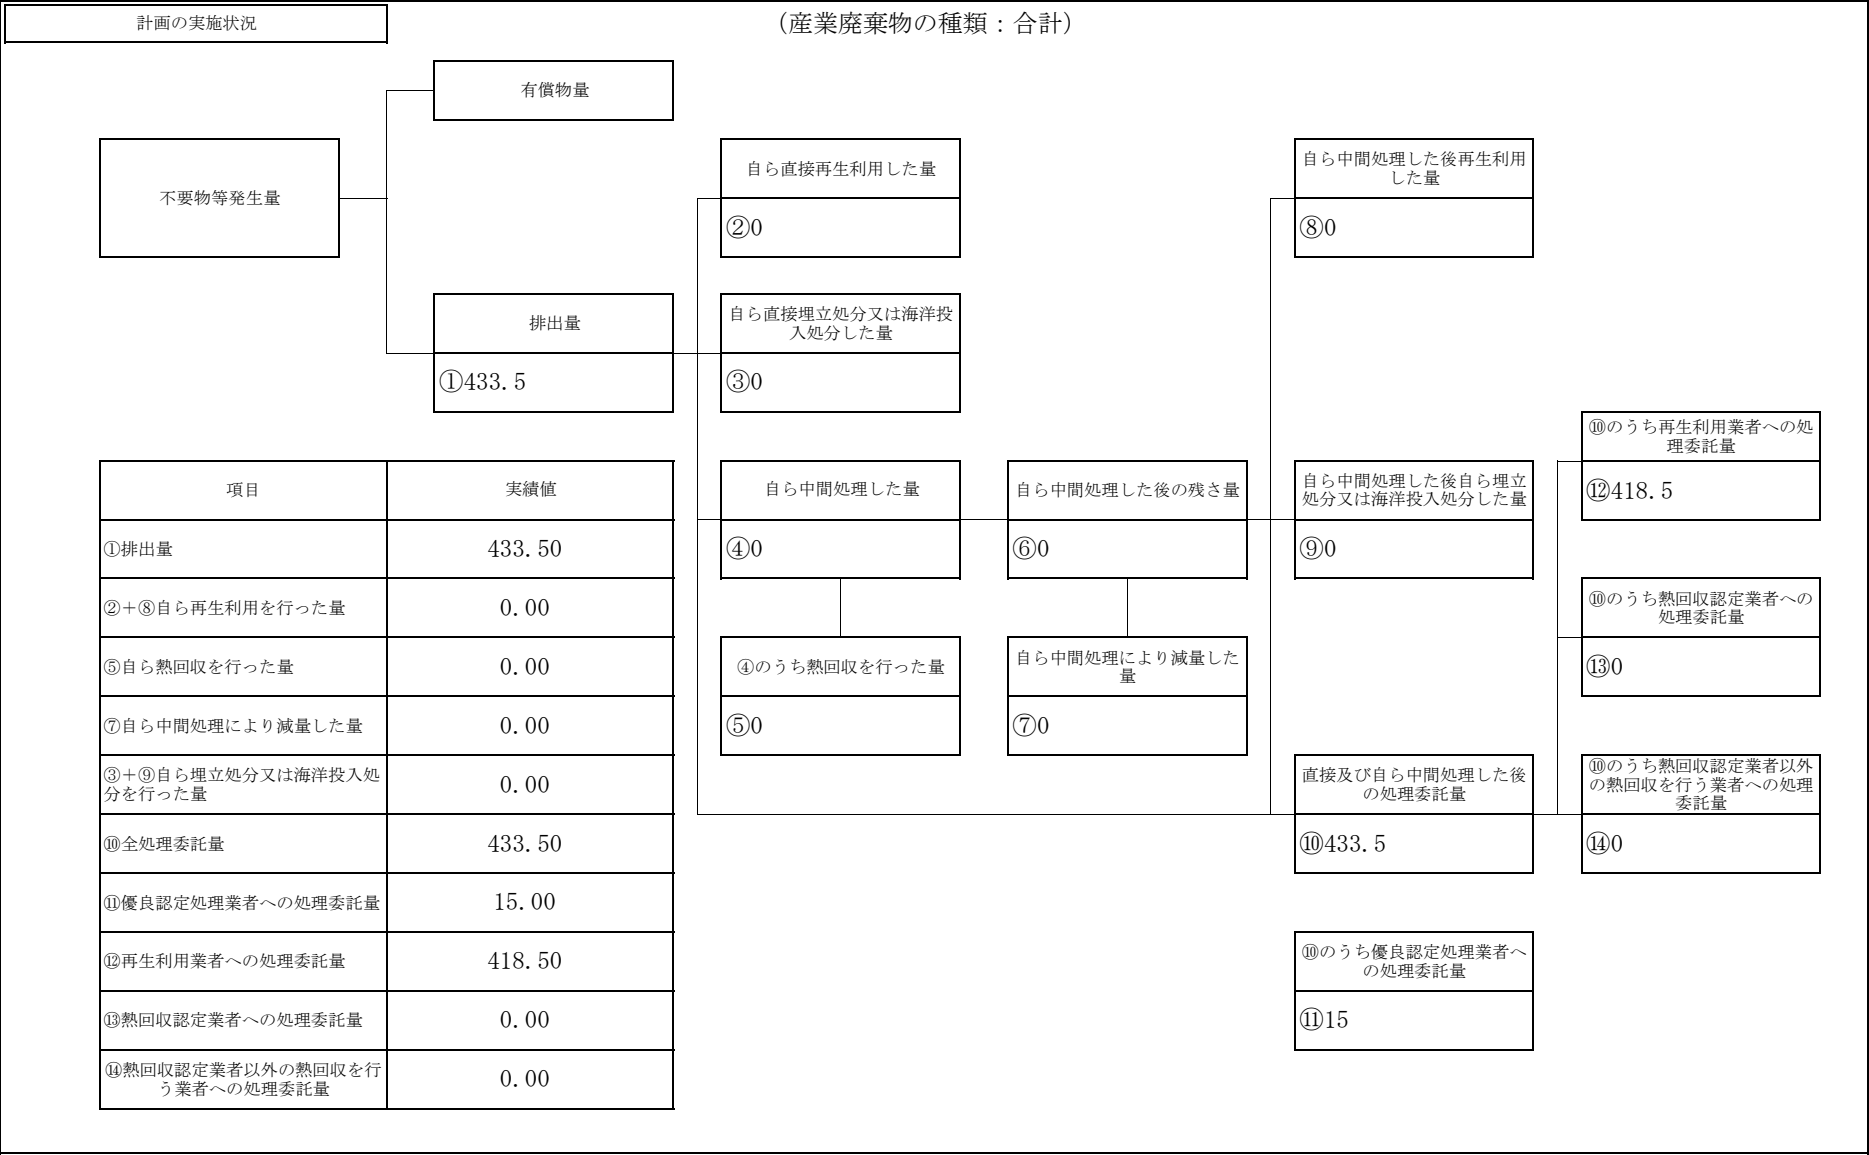 計画の実施状況
（産業廃棄物の種類：合計）
有償物量
不要物等発生量
自ら直接再生利用した量
②0
自ら中間処理した後再生利用
した量
⑧0
排出量
①433.5
自ら直接埋立処分又は海洋投
入処分した量
③0
⑩のうち再生利用業者への処
理委託量
⑫418.5
自ら中間処理した量
④0
自ら中間処理した後の残さ量
⑥0
自ら中間処理した後自ら埋立
処分又は海洋投入処分した量
⑨0
⑩のうち熱回収認定業者への
処理委託量
⑬0
④のうち熱回収を行った量
⑤0
自ら中間処理により減量した
量
⑦0
直接及び自ら中間処理した後
の処理委託量
⑩433.5
⑩のうち熱回収認定業者以外
の熱回収を行う業者への処理
委託量
⑭0
⑩のうち優良認定処理業者へ
の処理委託量
⑪15
項目 実績値
①排出量 433.50
②＋⑧自ら再生利用を行った量 0.00
⑤自ら熱回収を行った量 0.00
⑦自ら中間処理により減量した量 0.00
③＋⑨自ら埋立処分又は海洋投入処
分を行った量 0.00
⑩全処理委託量 433.50
⑪優良認定処理業者への処理委託量 15.00
⑫再生利用業者への処理委託量 418.50
⑬熱回収認定業者への処理委託量 0.00
⑭熱回収認定業者以外の熱回収を行
う業者への処理委託量 0.00